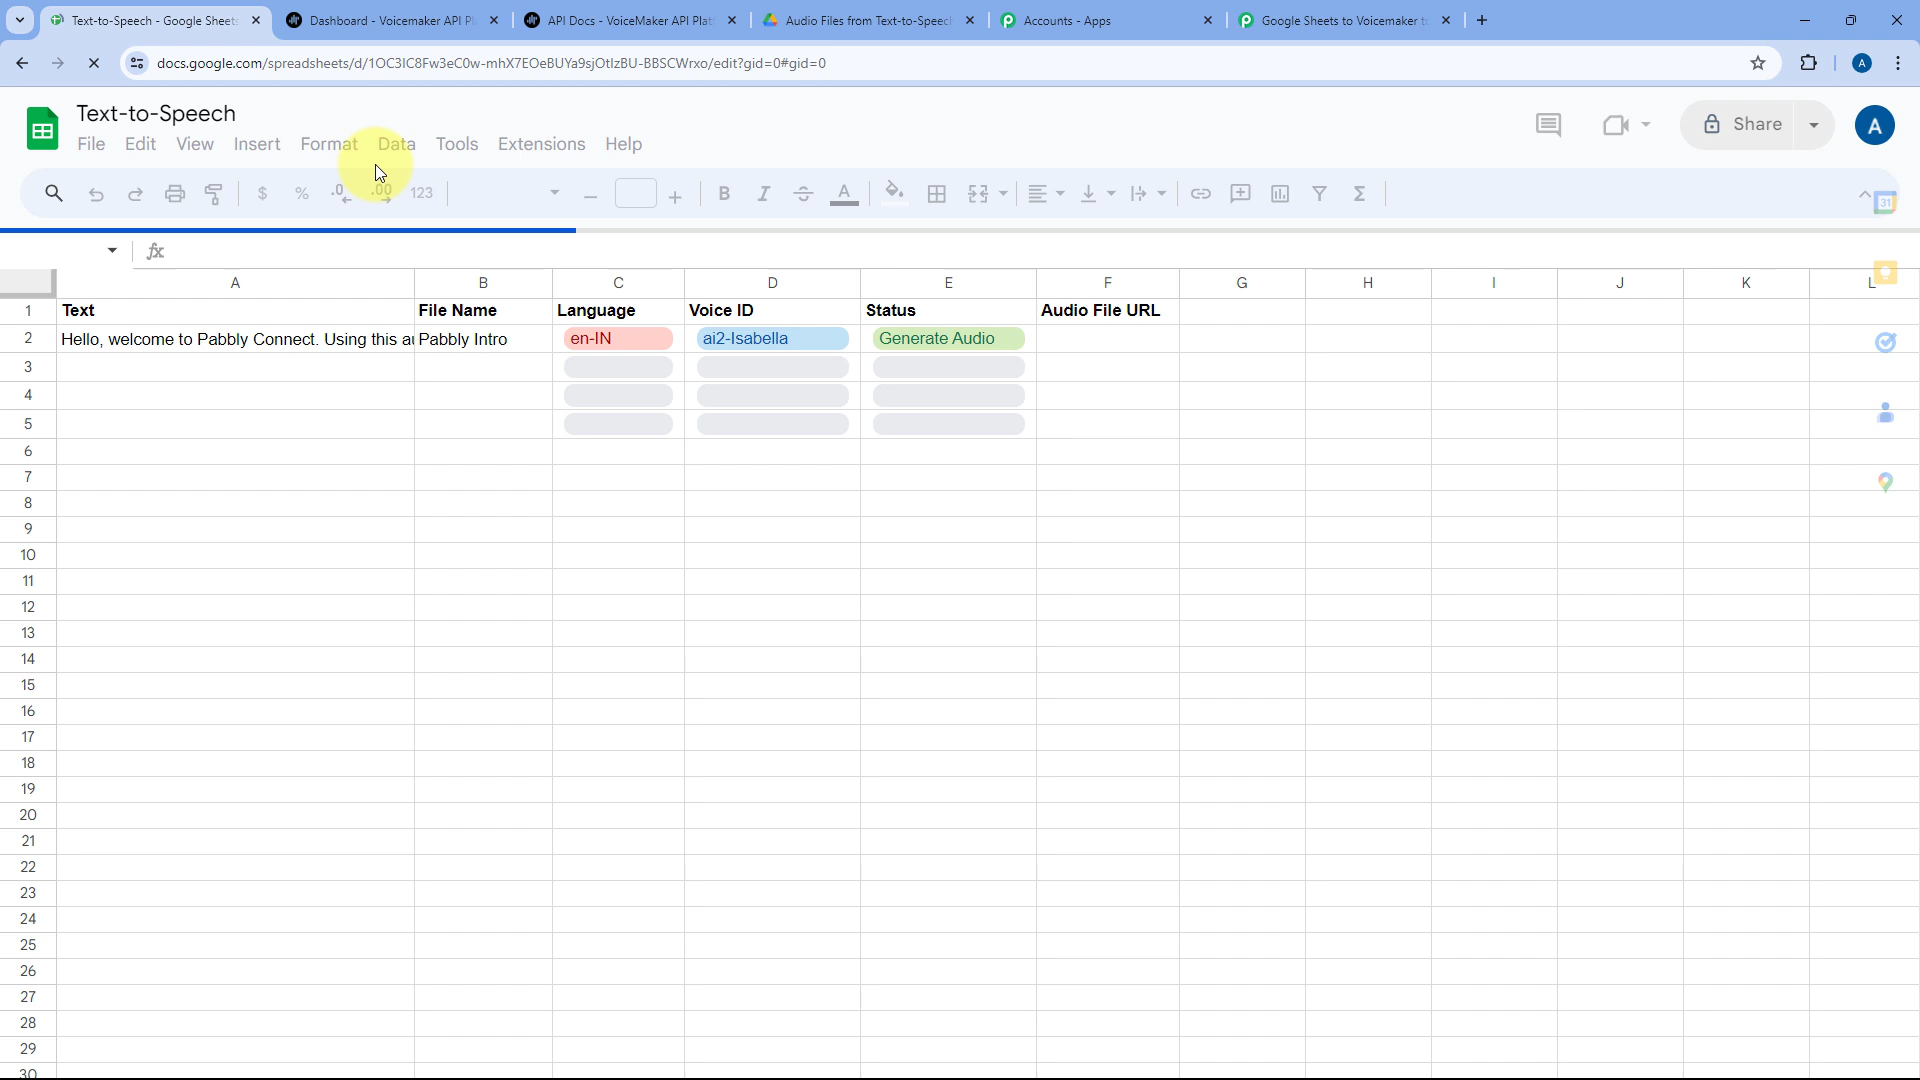 Text-to-Speech - Google Sheet
Dashboard - Voicemaker API Pl
API Docs - VoiceMaker API Platf
Audio Files from Text-to-Speech
Accounts - Apps
Google Sheets to Voicemaker t
docs.google.com/spreadsheets/d/1OC3IC8Fw3eC0w-mhX7EOeBUYa9sjOtlzBU-BBSCWrxo/edit?gid=0#gid=0
A
Text-to-Speech
File Edit View Insert Format Data Tools Extensions Help
Share
A
$ % .0 .00 123
B I A
31
fx
A B C D E F G H I J K L
1 Text File Name Language Voice ID Status Audio File URL
2 Hello, welcome to Pabbly Connect. Using this au Pabbly Intro en-IN ai2-Isabella Generate Audio
3
4
5
6
7
8
9
10
11
12
13
14
15
16
17
18
19
20
21
22
23
24
25
26
27
28
29
30